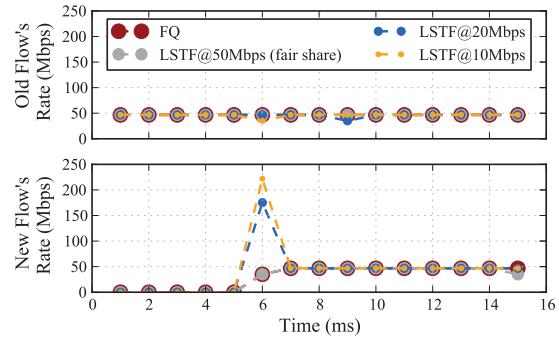 250
200
150
100
50
0
Old Flow's
Rate (Mbps)
FQ
LSTF@50Mbps (fair share)
LSTF@20Mbps
LSTF@10Mbps
250
200
150
100
50
0
New Flow's
Rate (Mbps)
0 2 4 6 8 10 12 14 16
Time (ms)